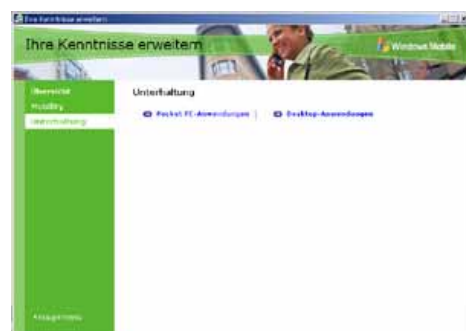 Ihre Kenntnisse erweitern
Ihre Kenntnisse erweitern
Windows Mobile
Übersicht
Mobility
Unterhaltung
Unterhaltung
Pocket PC-Anwendungen |
Desktop-Anwendungen